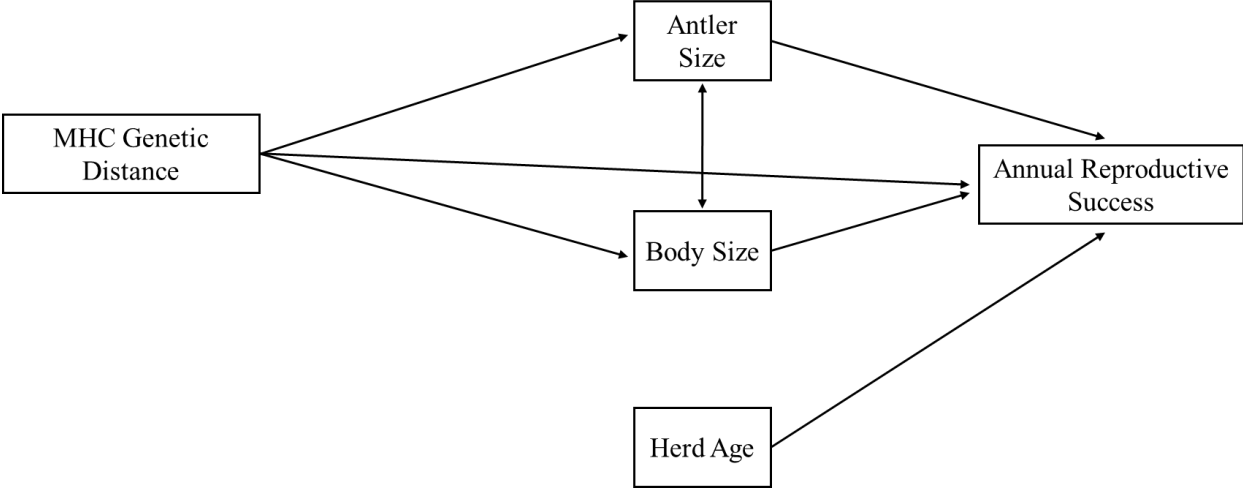 Antler
Size
MHC Genetic
Distance
Annual Reproductive
Success
Body Size
Herd Age